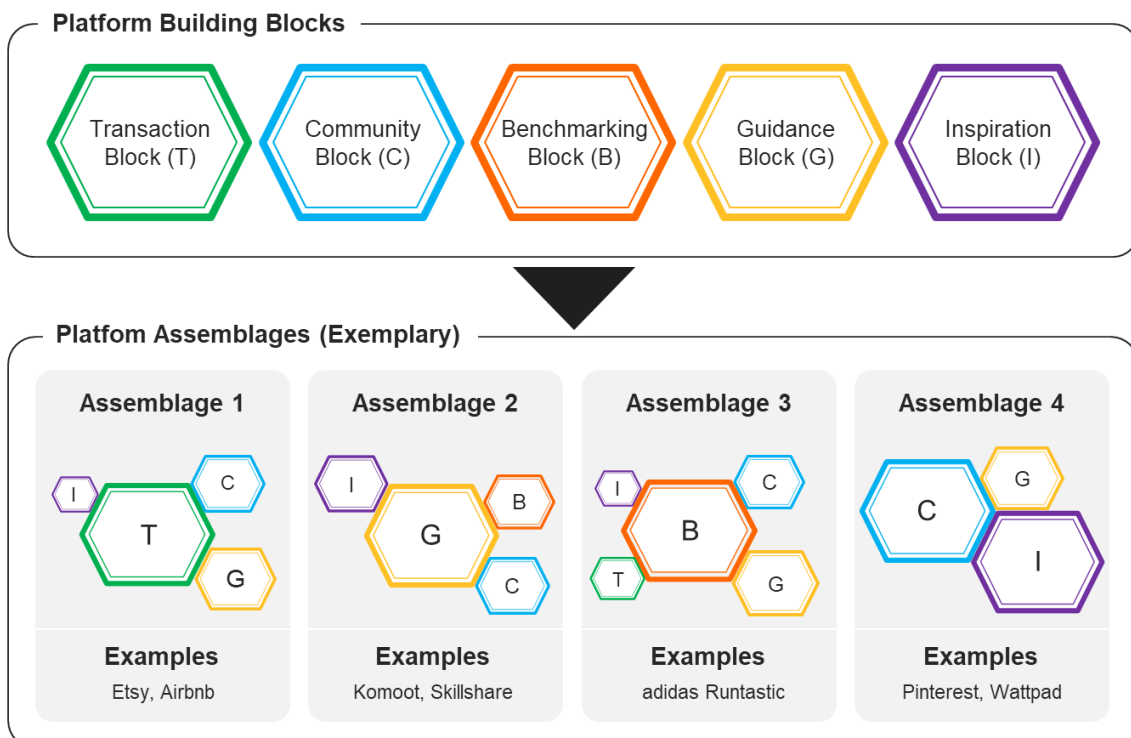 Platform Building Blocks
Transaction
Block (T)
Community
Block (C)
Benchmarking
Block (B)
Guidance
Block (G)
Inspiration
Block (I)
Platfom Assemblages (Exemplary)
Assemblage 1
I
C
T
G
Examples
Etsy, Airbnb
Assemblage 2
I
B
G
C
Examples
Komoot, Skillshare
Assemblage 3
I
C
B
T
G
Examples
adidas Runtastic
Assemblage 4
G
C
I
Examples
Pinterest, Wattpad